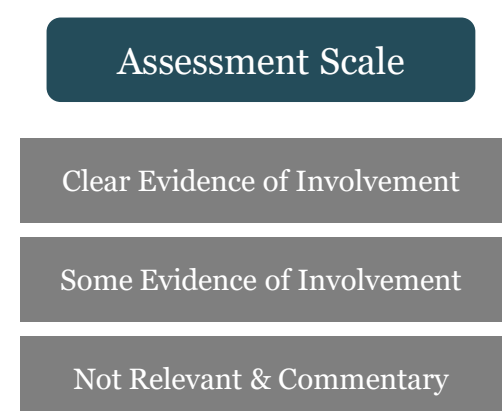 Assessment Scale
Clear Evidence of Involvement
Some Evidence of Involvement
Not Relevant & Commentary